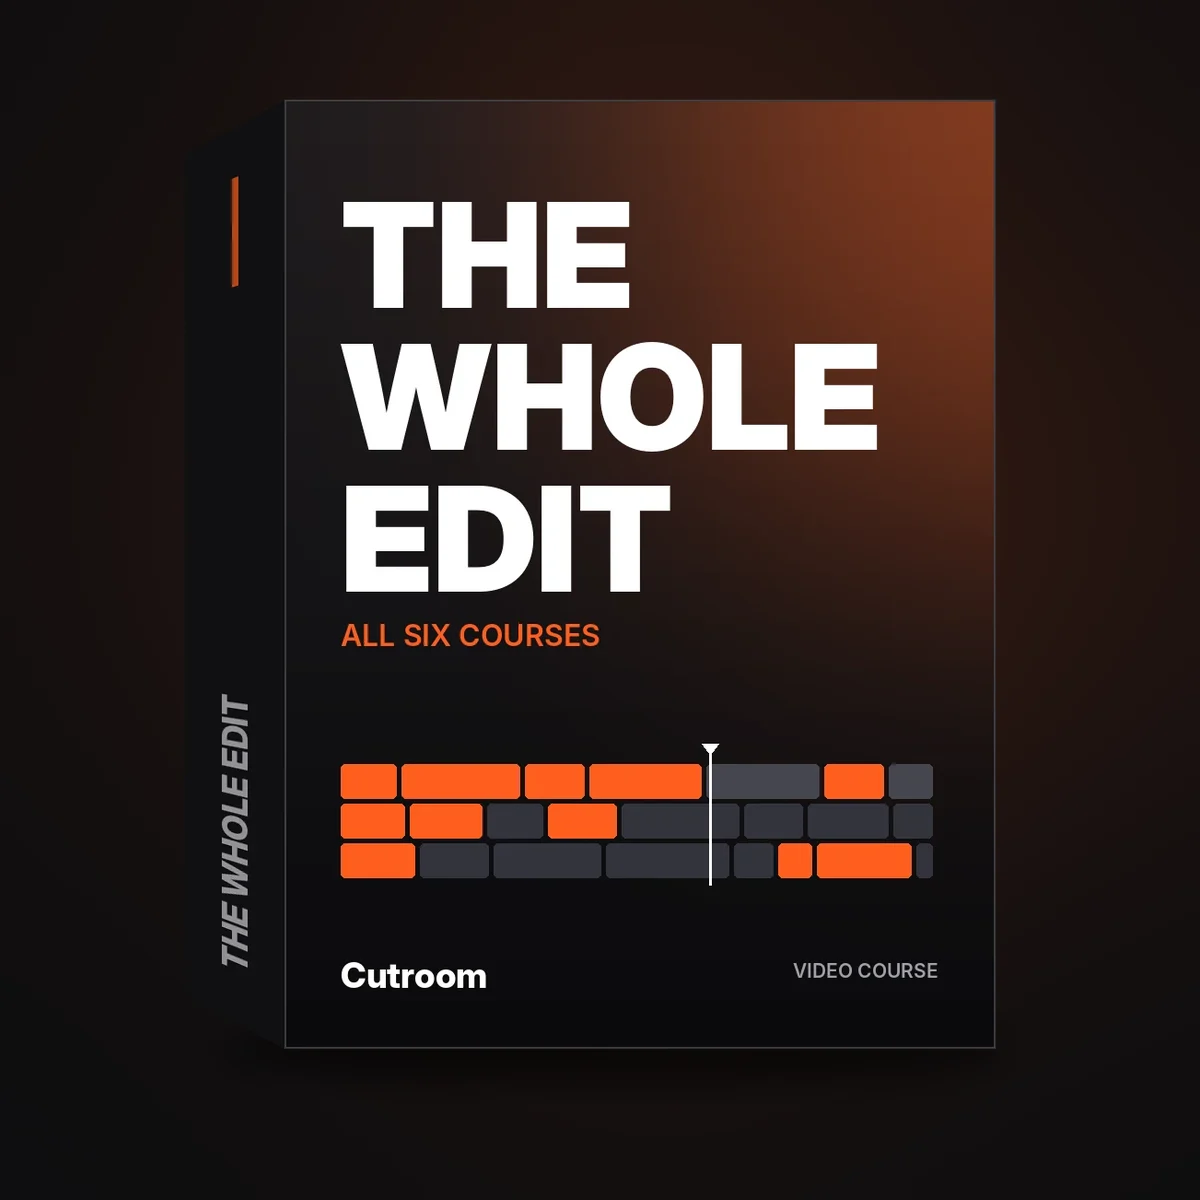 THE
WHOLE
EDIT
ALL SIX COURSES
THE WHOLE EDIT
Cutroom
VIDEO COURSE